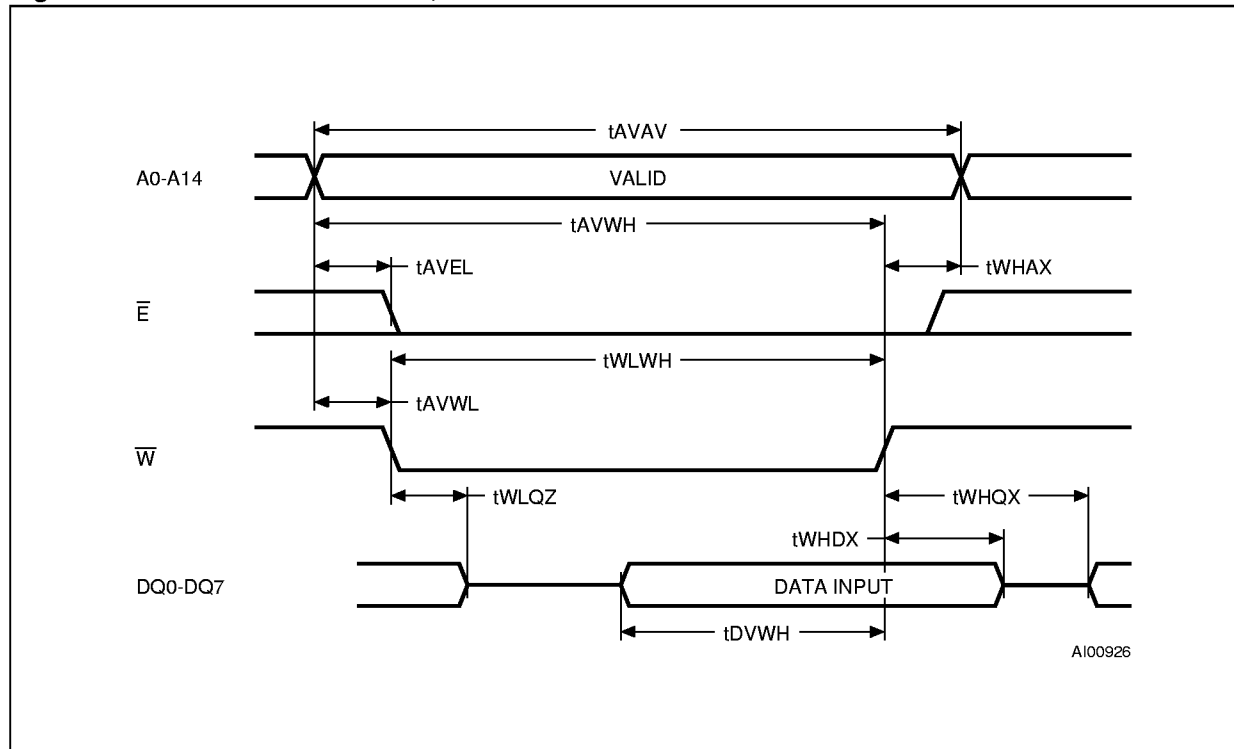 tAVAV
A0-A14
VALID
tAVWH
tAVEL
tWHAX
E̅
tWLWH
tAVWL
W̅
tWLQZ
tWHQX
tWHDX
DQ0-DQ7
DATA INPUT
tDVWH
AI00926